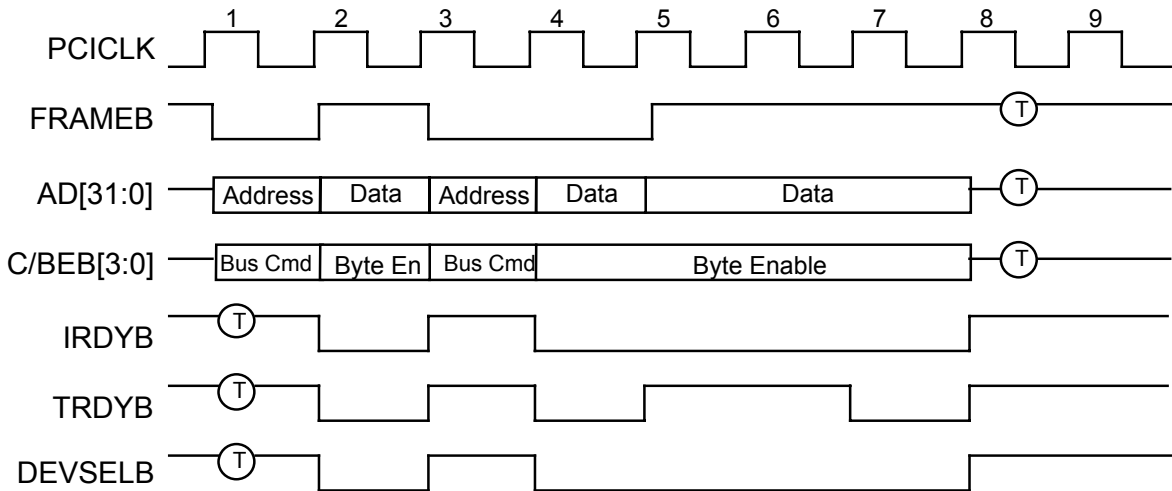 1 2 3 4 5 6 7 8 9
PCICLK
FRAMEB T
AD[31:0] Address Data Address Data Data T
C/BEB[3:0] Bus Cmd Byte En Bus Cmd Byte Enable T
T
IRDYB
T
TRDYB
T
DEVSELB